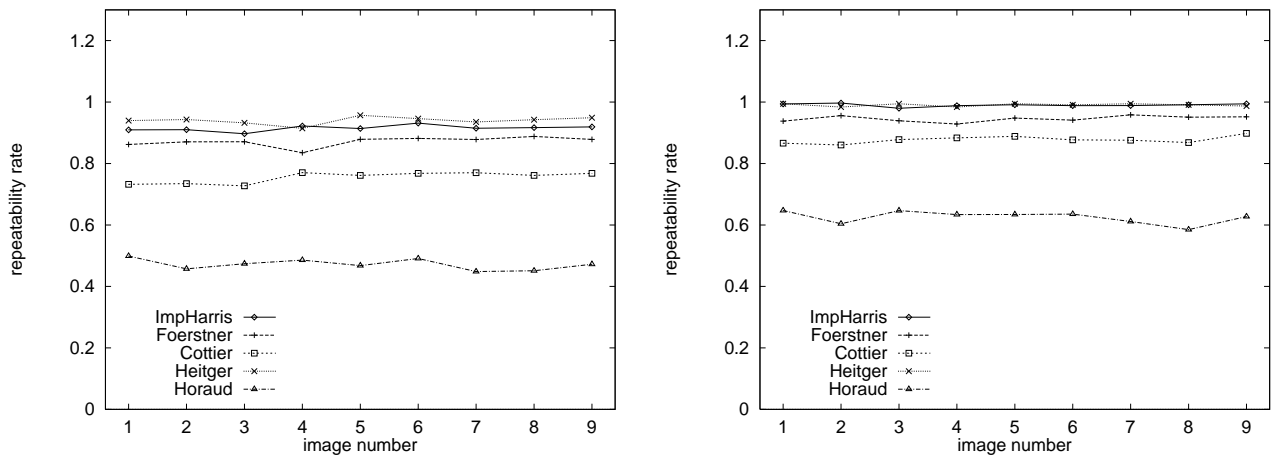 repeatability rate
1.2
1
0.8
0.6
0.4
0.2
0
ImpHarris
Foerstner
Cottier
Heitger
Horaud
1 2 3 4 5 6 7 8 9
image number
repeatability rate
1.2
1
0.8
0.6
0.4
0.2
0
ImpHarris
Foerstner
Cottier
Heitger
Horaud
1 2 3 4 5 6 7 8 9
image number